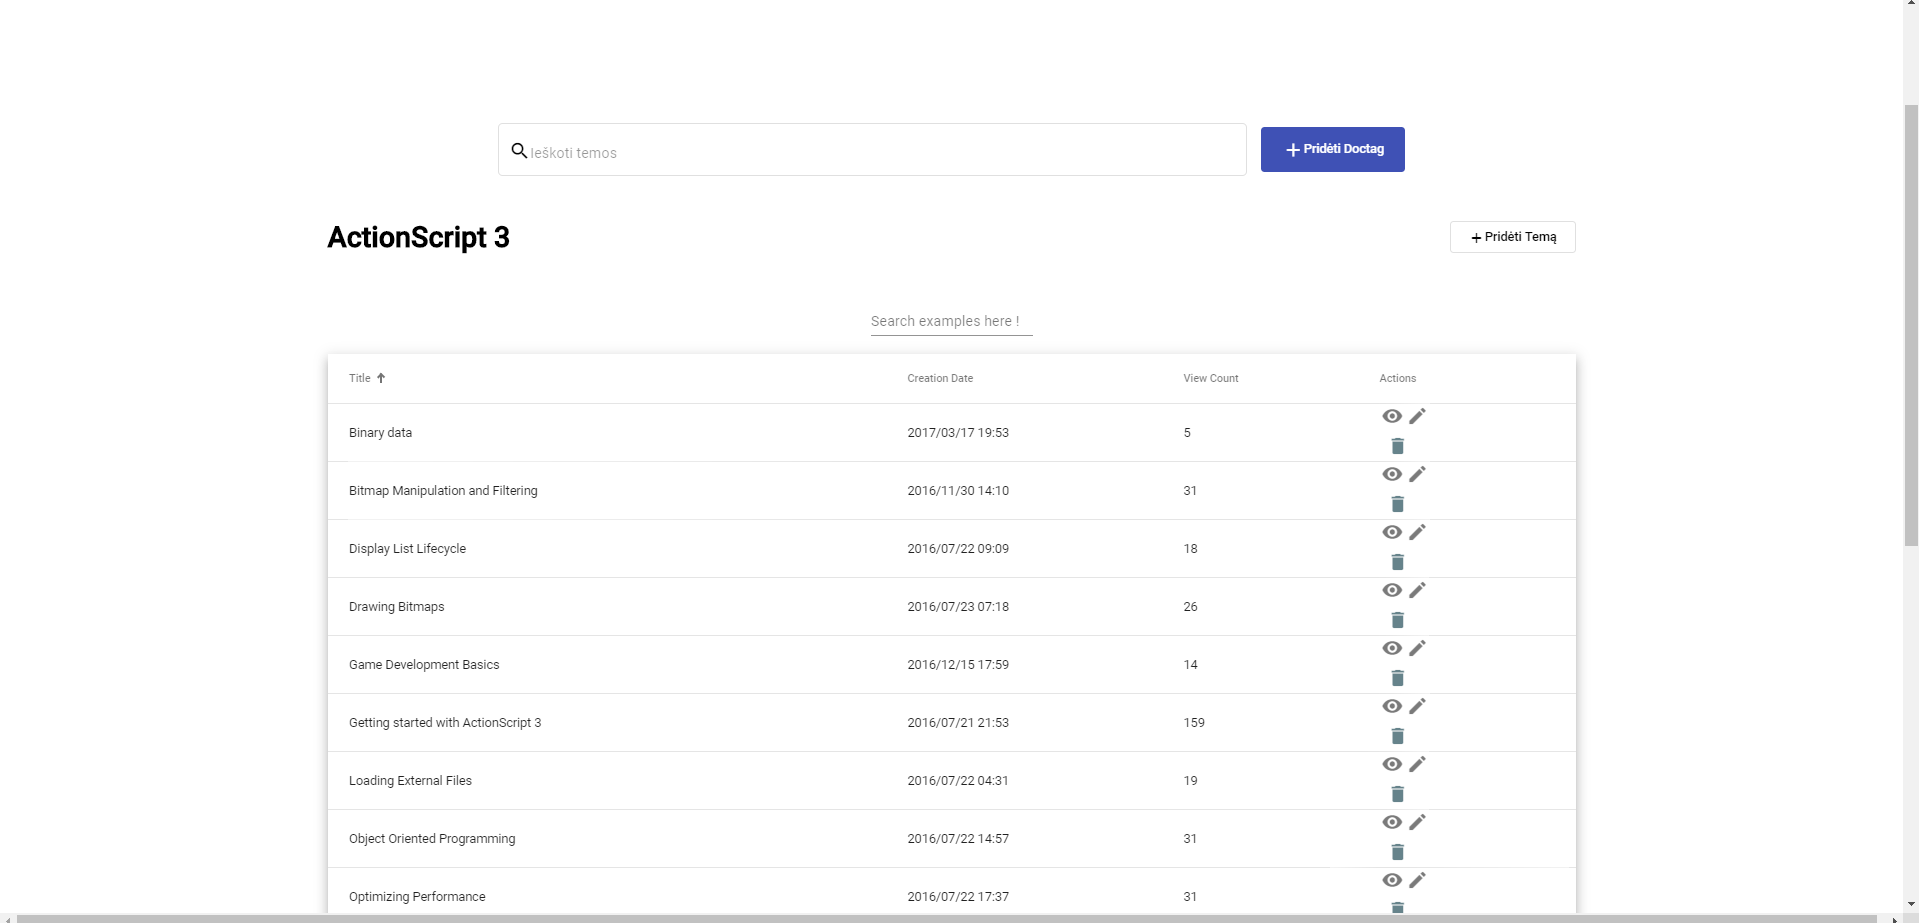 Ieškoti temos
Pridėti Doctag
ActionScript 3
Pridėti Temą
Search examples here !
Title Creation Date View Count Actions
Binary data 2017/03/17 19:53 5
Bitmap Manipulation and Filtering 2016/11/30 14:10 31
Display List Lifecycle 2016/07/22 09:09 18
Drawing Bitmaps 2016/07/23 07:18 26
Game Development Basics 2016/12/15 17:59 14
Getting started with ActionScript 3 2016/07/21 21:53 159
Loading External Files 2016/07/22 04:31 19
Object Oriented Programming 2016/07/22 14:57 31
Optimizing Performance 2016/07/22 17:37 31